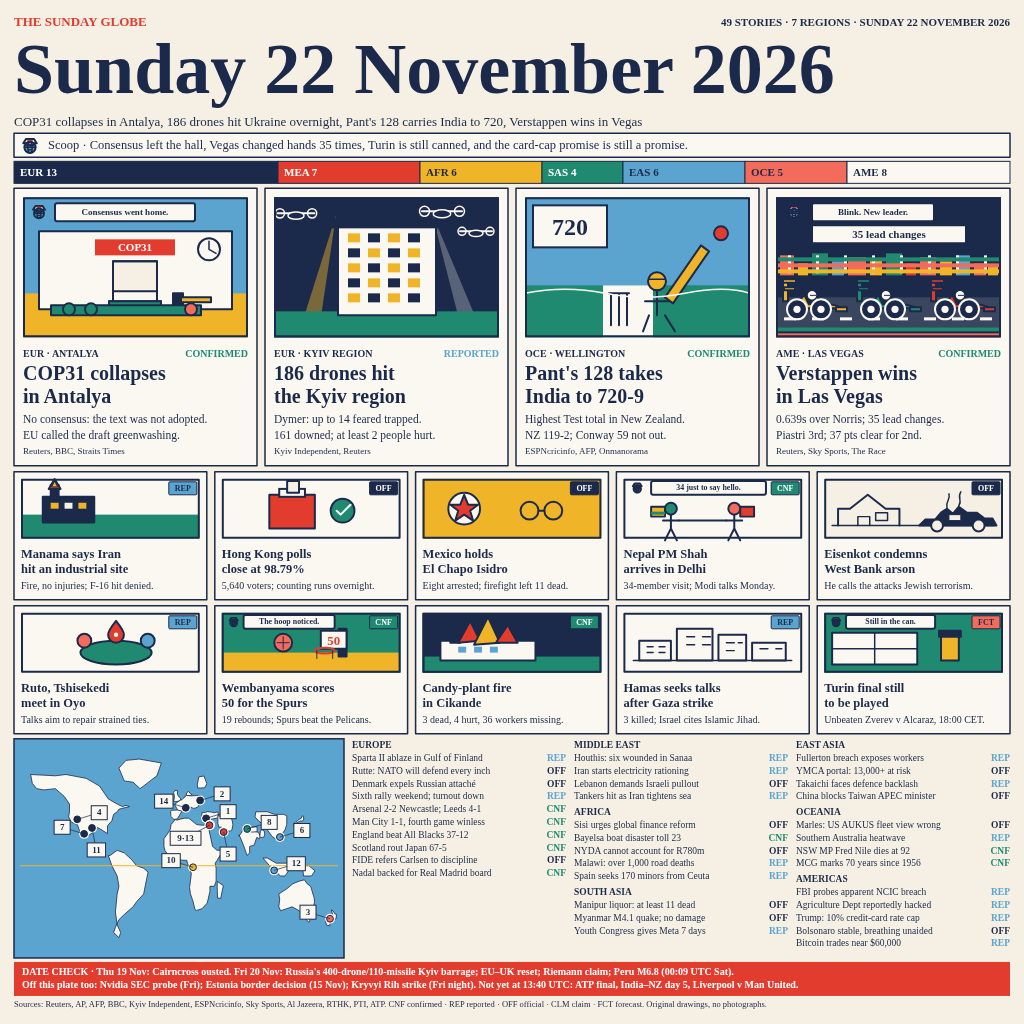 THE SUNDAY GLOBE
49 STORIES · 7 REGIONS · SUNDAY 22 NOVEMBER 2026
Sunday 22 November 2026
COP31 collapses in Antalya, 186 drones hit Ukraine overnight, Pant's 128 carries India to 720, Verstappen wins in Vegas
Scoop · Consensus left the hall, Vegas changed hands 35 times, Turin is still canned, and the card-cap promise is still a promise.
EUR 13
MEA 7
AFR 6
SAS 4
EAS 6
OCE 5
AME 8
Consensus went home.
COP31
EUR · ANTALYA
CONFIRMED
COP31 collapses
in Antalya
No consensus: the text was not adopted.
EU called the draft greenwashing.
Reuters, BBC, Straits Times
EUR · KYIV REGION
REPORTED
186 drones hit
the Kyiv region
Dymer: up to 14 feared trapped.
161 downed; at least 2 people hurt.
Kyiv Independent, Reuters
720
OCE · WELLINGTON
CONFIRMED
Pant's 128 takes
India to 720-9
Highest Test total in New Zealand.
NZ 119-2; Conway 59 not out.
ESPNcricinfo, AFP, Onmanorama
Blink. New leader.
35 lead changes
AME · LAS VEGAS
CONFIRMED
Verstappen wins
in Las Vegas
0.639s over Norris; 35 lead changes.
Piastri 3rd; 37 pts clear for 2nd.
Reuters, Sky Sports, The Race
REP
Manama says Iran
hit an industrial site
Fire, no injuries; F-16 hit denied.
OFF
Hong Kong polls
close at 98.79%
5,640 voters; counting runs overnight.
OFF
Mexico holds
El Chapo Isidro
Eight arrested; firefight left 11 dead.
34 just to say hello.
CNF
Nepal PM Shah
arrives in Delhi
34-member visit; Modi talks Monday.
OFF
Eisenkot condemns
West Bank arson
He calls the attacks Jewish terrorism.
REP
Ruto, Tshisekedi
meet in Oyo
Talks aim to repair strained ties.
The hoop noticed.
CNF
50
Wembanyama scores
50 for the Spurs
19 rebounds; Spurs beat the Pelicans.
CNF
Candy-plant fire
in Cikande
3 dead, 4 hurt, 36 workers missing.
REP
Hamas seeks talks
after Gaza strike
3 killed; Israel cites Islamic Jihad.
Still in the can.
FCT
Turin final still
to be played
Unbeaten Zverev v Alcaraz, 18:00 CET.
2
14
4
1
8
7
6
9-13
11
5
10
12
3
EUROPE
Sparta II ablaze in Gulf of Finland REP
Rutte: NATO will defend every inch OFF
Denmark expels Russian attaché OFF
Sixth rally weekend; turnout down REP
Arsenal 2-2 Newcastle; Leeds 4-1 CNF
Man City 1-1, fourth game winless CNF
England beat All Blacks 37-12 CNF
Scotland rout Japan 67-5 CNF
FIDE refers Carlsen to discipline OFF
Nadal booked for Real Madrid board CNF
MIDDLE EAST
Houthis: six wounded in Sanaa REP
Iran starts electricity rationing REP
Lebanon demands Israeli pullout OFF
Tankers hit as Iran tightens sea REP
AFRICA
Sisi urges global finance reform OFF
Bayelsa boat disaster toll 23 CNF
NYDA cannot account for R780m OFF
Malawi: over 1,000 road deaths REP
Spain seeks 170 minors from Ceuta REP
SOUTH ASIA
Manipur liquor: at least 11 dead OFF
Myanmar M4.1 quake; no damage OFF
Youth Congress gives Meta 7 days REP
EAST ASIA
Fullerton breach exposes workers REP
YMCA portal: 13,000+ at risk OFF
Takaichi faces defence backlash REP
China blocks Taiwan APEC minister OFF
OCEANIA
Marles: US AUKUS fleet view wrong OFF
Southern Australia heatwave REP
NSW MP Fred Nile dies at 92 CNF
MCG marks 70 years since 1956 CNF
AMERICAS
FBI probes apparent NCIC breach REP
Agriculture Dept reportedly hacked REP
Trump: 10% credit-card rate cap REP
Bolsonaro stable, breathing unaided OFF
Bitcoin trades near $60,000 REP
DATE CHECK · Thu 19 Nov: Cairncross ousted. Fri 20 Nov: Russia's 400-drone/110-missile Kyiv barrage; EU–UK reset; Riemann claim; Peru M6.8 (00:09 UTC Sat).
Off this plate too: Nvidia SEC probe (Fri); Estonia border decision (15 Nov); Kryvyi Rih strike (Fri night). Not yet at 13:40 UTC: ATP final, India–NZ day 5, Liverpool v Man United.
Sources: Reuters, AP, AFP, BBC, Kyiv Independent, ESPNcricinfo, Sky Sports, Al Jazeera, RTHK, PTI, ATP. CNF confirmed · REP reported · OFF official · CLM claim · FCT forecast. Original drawings, no photographs.